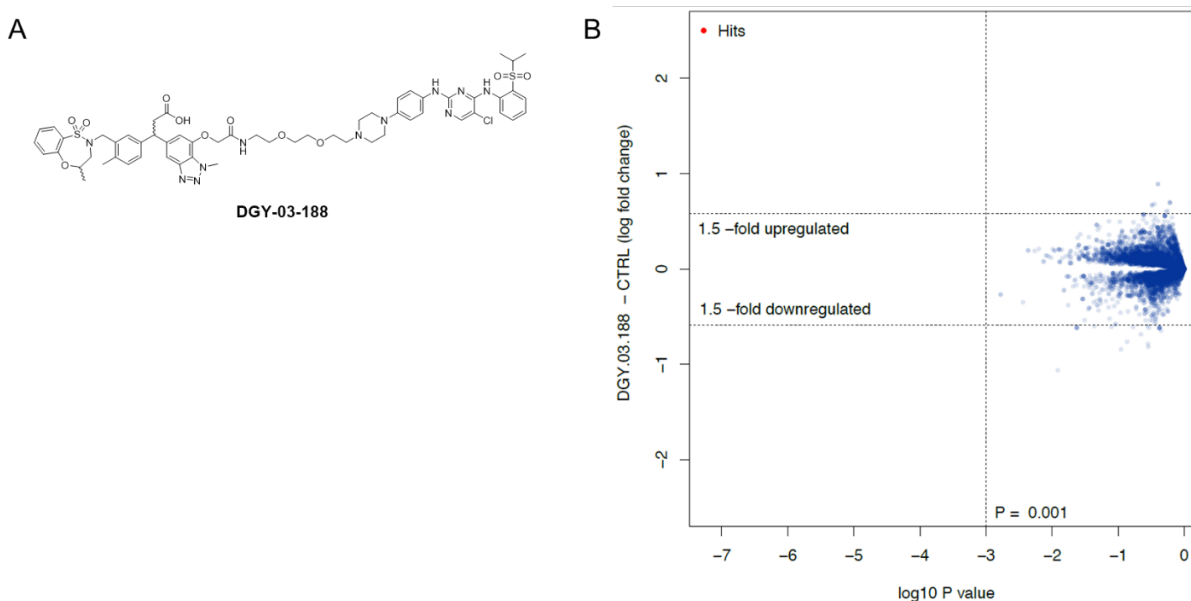 A
O
OH
O
O
S
N
O
O
N
H
O
O
N
N
N
N
N
H
N
N
N
H
N
Cl
O
S
O
DGY-03-188
B
Hits
1.5 −fold upregulated
1.5 −fold downregulated
P = 0.001
DGY.03.188 − CTRL (log fold change)
2
1
0
−1
−2
−7 −6 −5 −4 −3 −2 −1 0
log10 P value